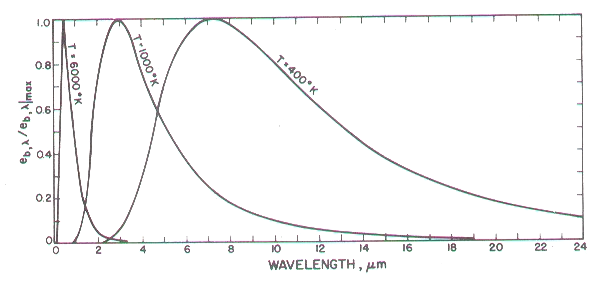 1.0
0.8
0.6
0.4
0.2
0
e_b,λ/e_b,λ|max
T = 6000°K
T=1000°K
T=400°K
0 2 4 6 8 10 12 14 16 18 20 22 24
WAVELENGTH, μm